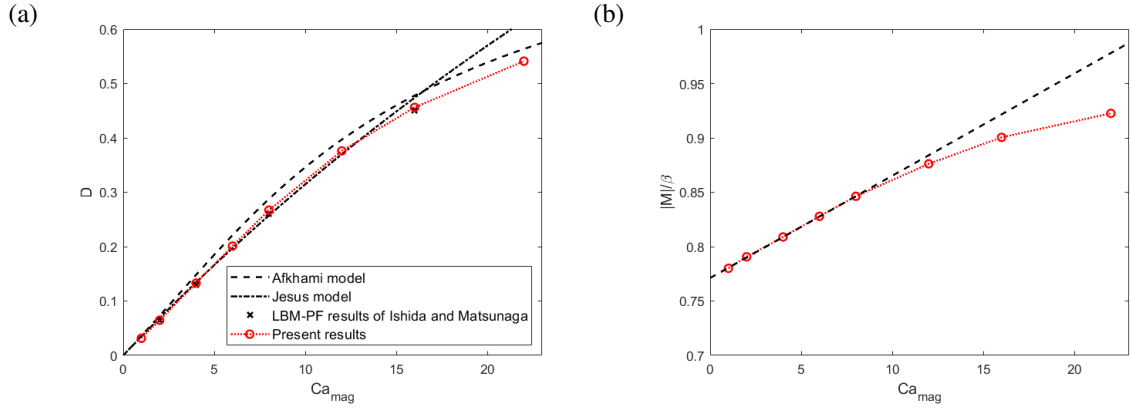 (a)
0.6
0.5
0.4
0.3
0.2
0.1
0
D
0 5 10 15 20
Ca_mag
Afkhami model
Jesus model
LBM-PF results of Ishida and Matsunaga
Present results
(b)
1
0.95
0.9
0.85
0.8
0.75
0.7
|M|/β
0 5 10 15 20
Ca_mag